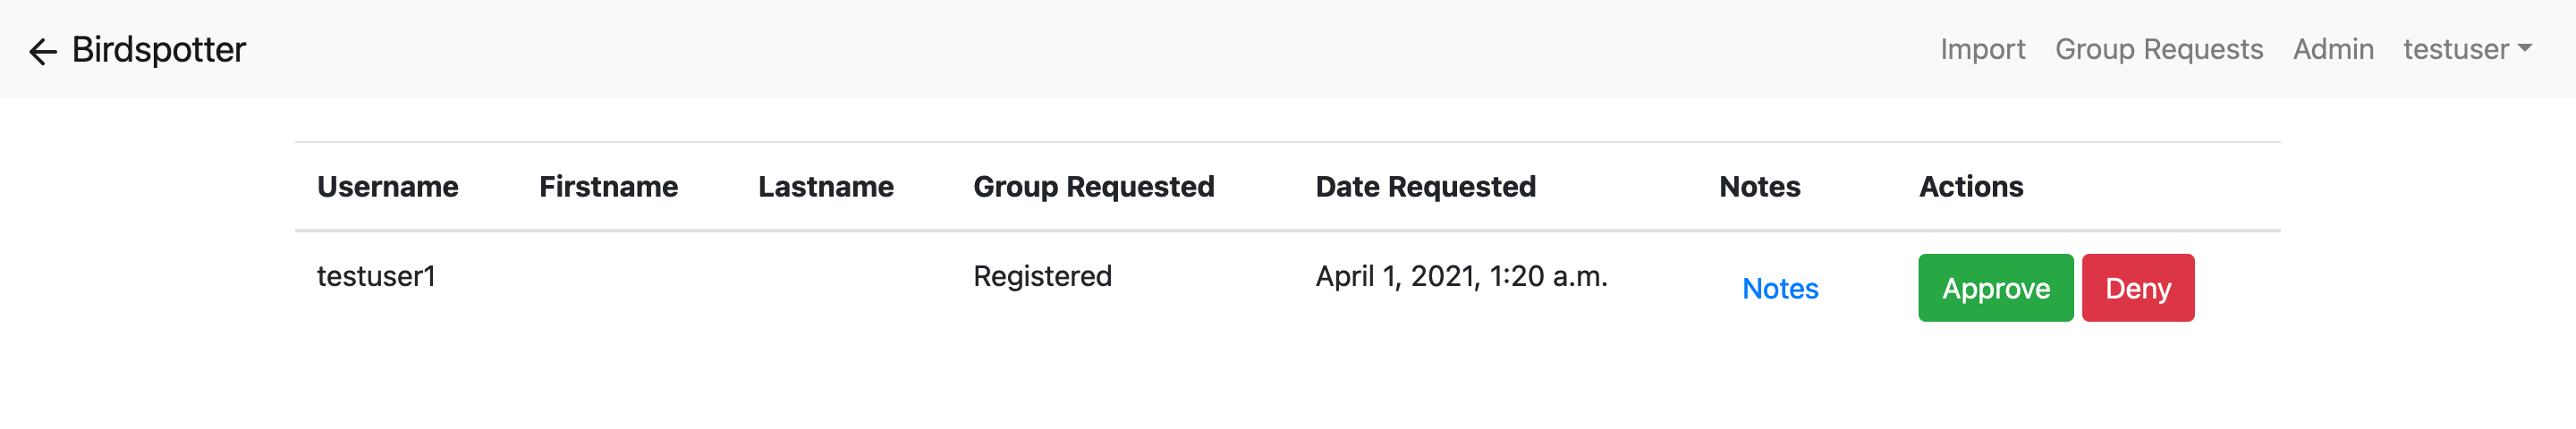 Birdspotter Import Group Requests Admin testuser
Username Firstname Lastname Group Requested Date Requested Notes Actions
testuser1 Registered April 1, 2021, 1:20 a.m. Notes Approve Deny